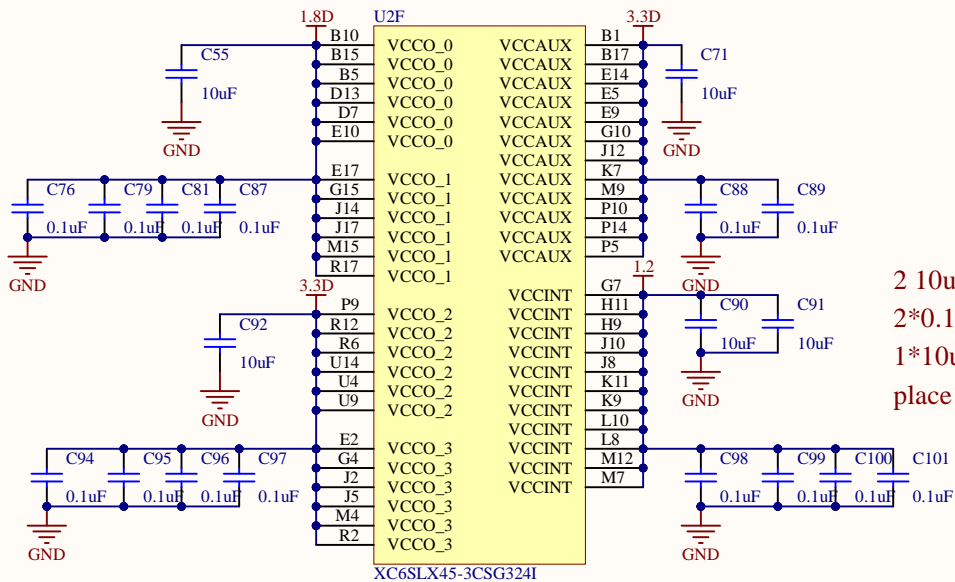 1.8D
U2F
3.3D
B10
VCCO_0
VCCAUX
B1
B15
VCCO_0
VCCAUX
B17
B5
VCCO_0
VCCAUX
E14
D13
VCCO_0
VCCAUX
E5
D7
VCCO_0
VCCAUX
E9
E10
VCCO_0
VCCAUX
G10
VCCAUX
J12
E17
VCCO_1
VCCAUX
K7
G15
VCCO_1
VCCAUX
M9
J14
VCCO_1
VCCAUX
P10
J17
VCCO_1
VCCAUX
P14
M15
VCCO_1
VCCAUX
P5
R17
VCCO_1
C55
10uF
GND
C71
10uF
GND
C76
0.1uF
C79
0.1uF
C81
0.1uF
C87
0.1uF
GND
C88
0.1uF
C89
0.1uF
GND
3.3D
1.2
VCCINT
G7
P9
VCCO_2
VCCINT
H11
R12
VCCO_2
VCCINT
H9
R6
VCCO_2
VCCINT
J10
U14
VCCO_2
VCCINT
J8
U4
VCCO_2
VCCINT
K11
U9
VCCO_2
VCCINT
K9
VCCINT
L10
E2
VCCO_3
VCCINT
L8
G4
VCCO_3
VCCINT
M12
J2
VCCO_3
VCCINT
M7
J5
VCCO_3
M4
VCCO_3
R2
VCCO_3
C92
10uF
GND
C90
10uF
C91
10uF
GND
C94
0.1uF
C95
0.1uF
C96
0.1uF
C97
0.1uF
GND
C98
0.1uF
C99
0.1uF
C100
0.1uF
C101
0.1uF
GND
XC6SLX45-3CSG324I
2 10u
2*0.1
1*10u
place